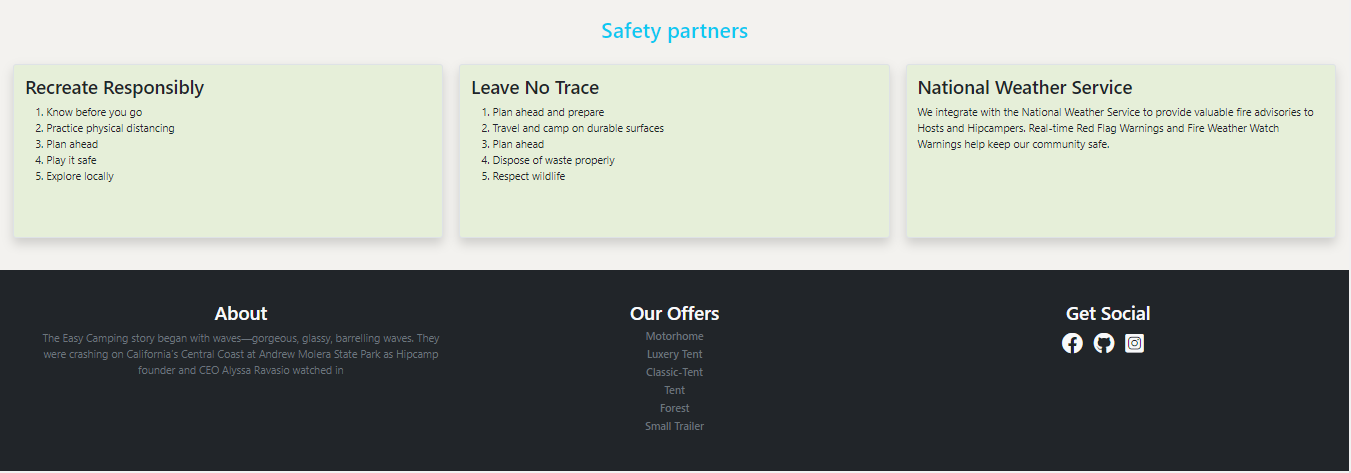 Safety partners
Recreate Responsibly
1. Know before you go
2. Practice physical distancing
3. Plan ahead
4. Play it safe
5. Explore locally
Leave No Trace
1. Plan ahead and prepare
2. Travel and camp on durable surfaces
3. Plan ahead
4. Dispose of waste properly
5. Respect wildlife
National Weather Service
We integrate with the National Weather Service to provide valuable fire advisories to
Hosts and Hipcampers. Real-time Red Flag Warnings and Fire Weather Watch
Warnings help keep our community safe.
About
The Easy Camping story began with waves—gorgeous, glassy, barrelling waves. They
were crashing on California's Central Coast at Andrew Molera State Park as Hipcamp
founder and CEO Alyssa Ravasio watched in
Our Offers
Motorhome
Luxery Tent
Classic-Tent
Tent
Forest
Small Trailer
Get Social